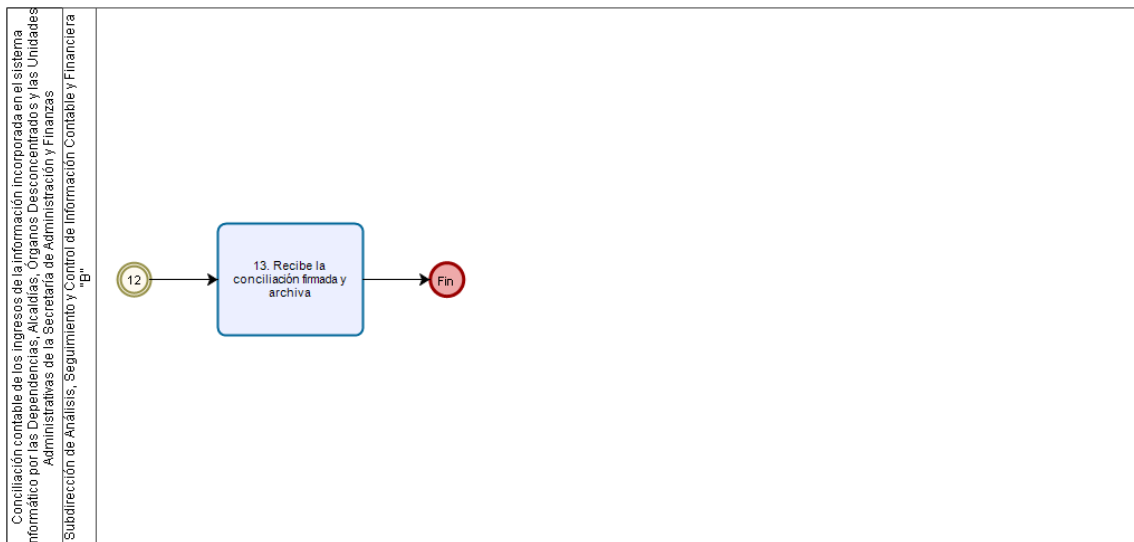 Conciliación contable de los ingresos de la información incorporada en el sistema
nformático por las Dependencias, Alcaldías, Órganos Desconcentrados y las Unidades
Administrativas de la Secretaría de Administración y Finanzas
Subdirección de Análisis, Seguimiento y Control de Información Contable y Financiera
"B"
12
13. Recibe la
conciliación firmada y
archiva
Fin